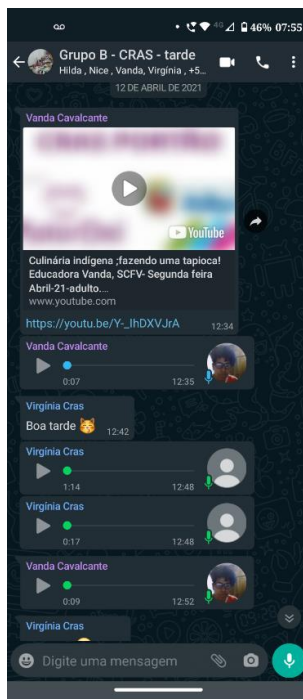 4G 46% 07:55
Grupo B - CRAS - tarde
Hilda , Nice , Vanda, Virgínia , +5...
12 DE ABRIL DE 2021
Vanda Cavalcante
YouTube
Culinária indígena ;fazendo uma tapioca!
Educadora Vanda, SCFV- Segunda feira
Abril-21-adulto....
www.youtube.com
https://youtu.be/Y-_IhDXVJrA 12:34
Vanda Cavalcante
0:07 12:35
Virgínia Cras
Boa tarde 🥳 12:42
Virgínia Cras
1:14 12:48
Virgínia Cras
0:17 12:48
Vanda Cavalcante
0:09 12:52
Virgínia Cras
Digite uma mensagem